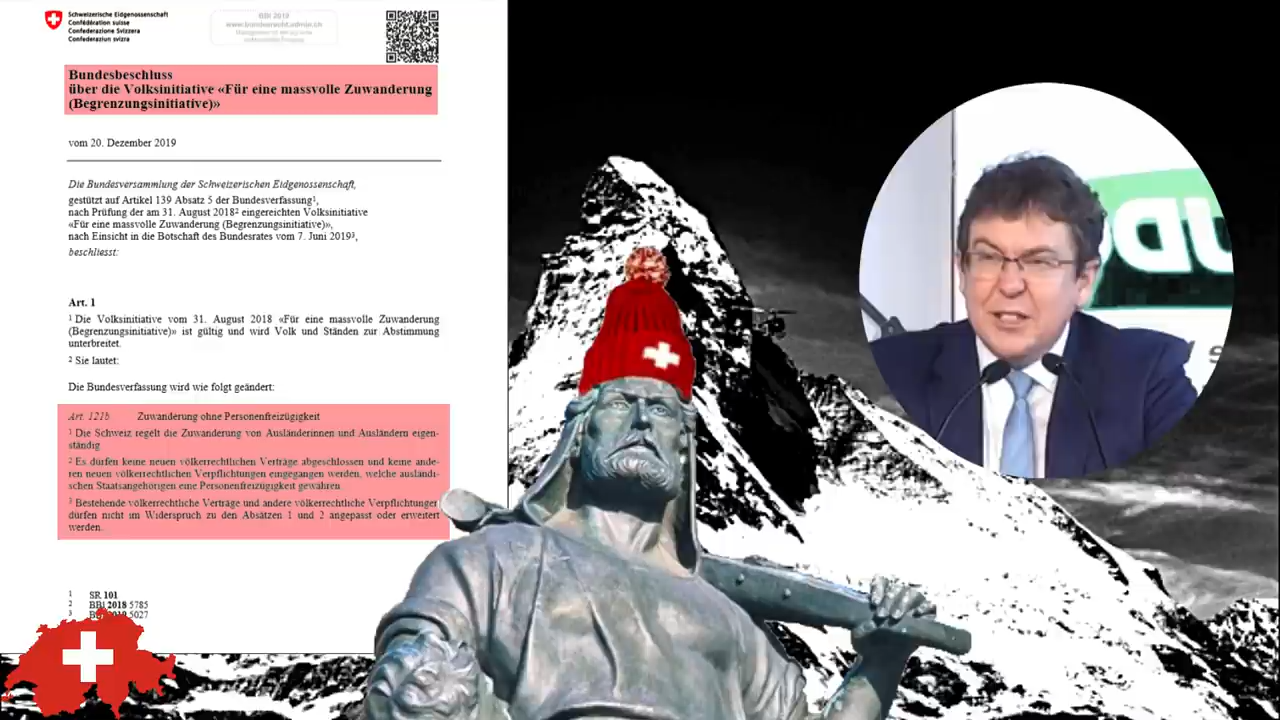 Schweizerische Eidgenossenschaft
Confédération suisse
Confederazione Svizzera
Confederaziun svizra
BBl 2019
www.bundesrecht.admin.ch
Bundesbeschluss
über die Volksinitiative «Für eine massvolle Zuwanderung
(Begrenzungsinitiative)»
vom 20. Dezember 2019
Die Bundesversammlung der Schweizerischen Eidgenossenschaft,
gestützt auf Artikel 139 Absatz 5 der Bundesverfassung¹,
nach Prüfung der am 31. August 2018² eingereichten Volksinitiative
«Für eine massvolle Zuwanderung (Begrenzungsinitiative)»,
nach Einsicht in die Botschaft des Bundesrates vom 7. Juni 2019³,
beschliesst:
Art. 1
¹ Die Volksinitiative vom 31. August 2018 «Für eine massvolle Zuwanderung
(Begrenzungsinitiative)» ist gültig und wird Volk und Ständen zur Abstimmung
unterbreitet.
² Sie lautet:
Die Bundesverfassung wird wie folgt geändert:
Art. 121b Zuwanderung ohne Personenfreizügigkeit
¹ Die Schweiz regelt die Zuwanderung von Ausländerinnen und Ausländern eigen-
ständig.
² Es dürfen keine neuen völkerrechtlichen Verträge abgeschlossen und keine ande-
ren neuen völkerrechtlichen Verpflichtungen eingegangen werden, welche ausländi-
schen Staatsangehörigen eine Personenfreizügigkeit gewähren.
³ Bestehende völkerrechtliche Verträge und andere völkerrechtliche Verpflichtungen
dürfen nicht im Widerspruch zu den Absätzen 1 und 2 angepasst oder erweitert
werden.
¹ SR 101
² BBl 2018 5785
³ BBl 2019 5027